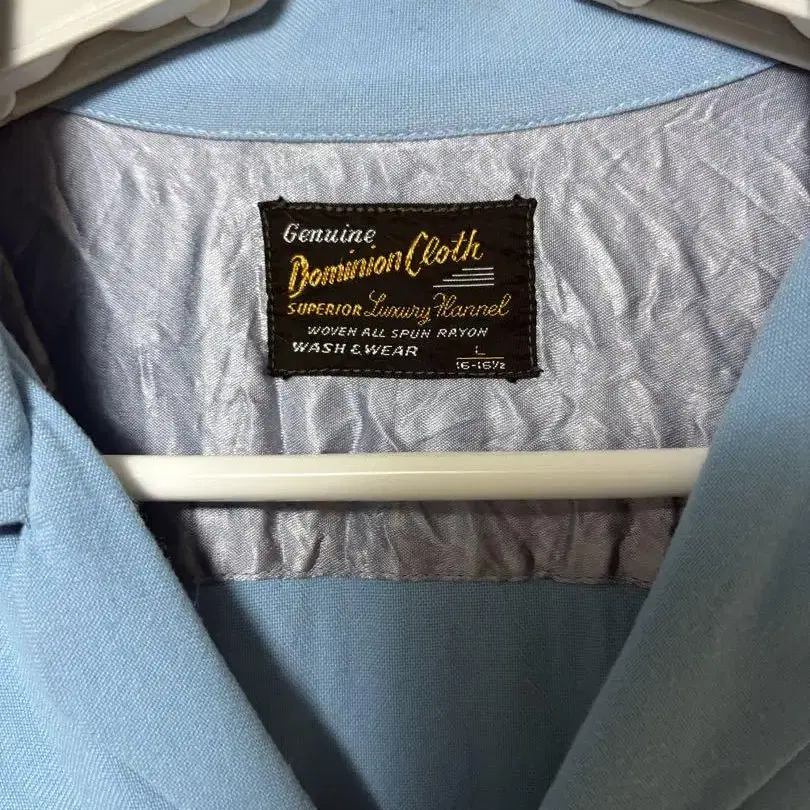 Genuine
Dominion Cloth
SUPERIOR Luxury Flannel
WOVEN ALL SPUN RAYON
WASH & WEAR
L
16-16½